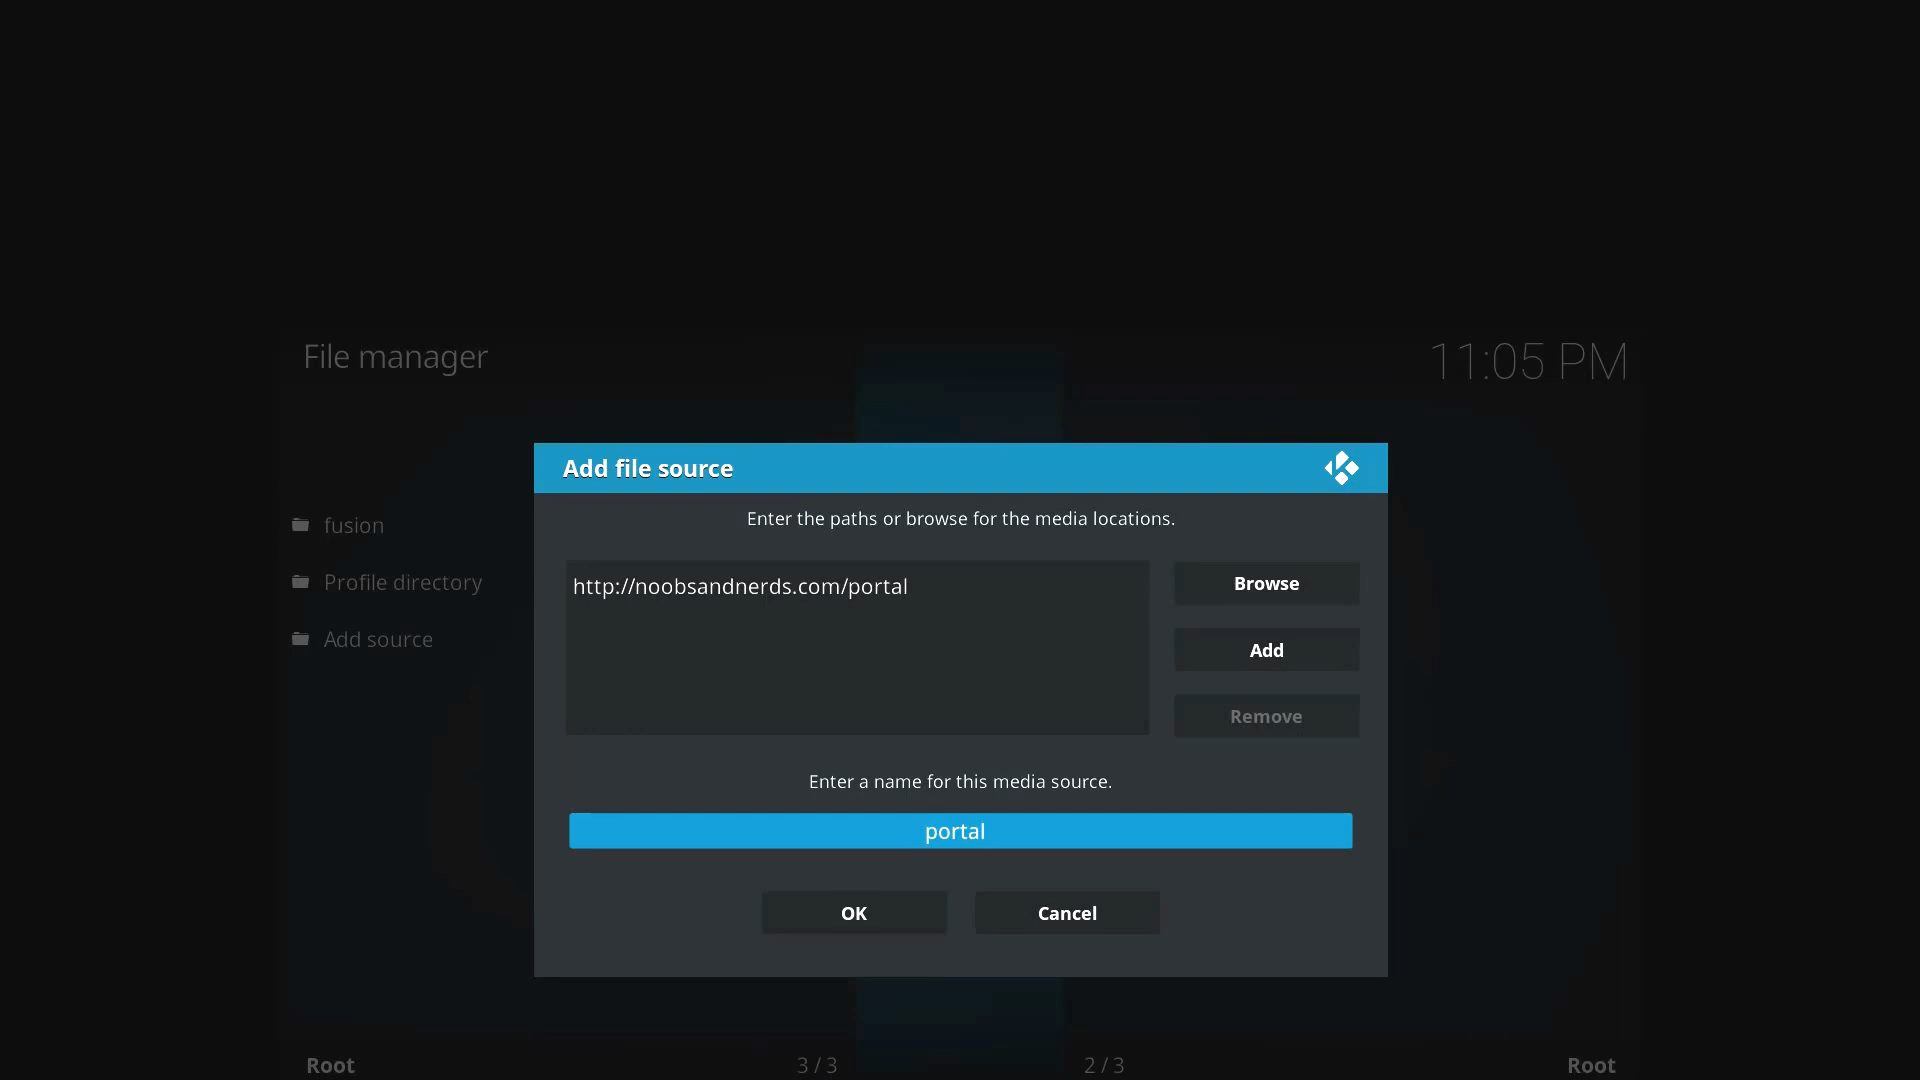 File manager
11:05 PM
Add file source
Enter the paths or browse for the media locations.
fusion
Profile directory
Add source
http://noobsandnerds.com/portal
Browse
Add
Remove
Enter a name for this media source.
portal
OK
Cancel
Root
3 / 3
2 / 3
Root